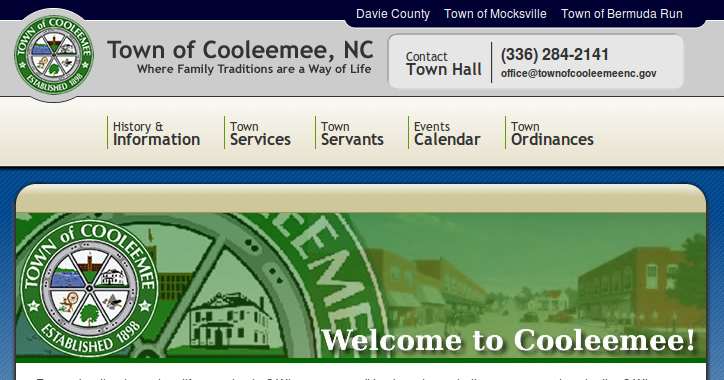 Davie County Town of Mocksville Town of Bermuda Run
TOWN OF COOLEEMEE
ESTABLISHED 1898
Town of Cooleemee, NC
Where Family Traditions are a Way of Life
Contact
Town Hall
(336) 284-2141
office@townofcooleemeenc.gov
History &
Information
Town
Services
Town
Servants
Events
Calendar
Town
Ordinances
TOWN of COOLEEMEE
ESTABLISHED 1898
EEMEE
Welcome to Cooleemee!